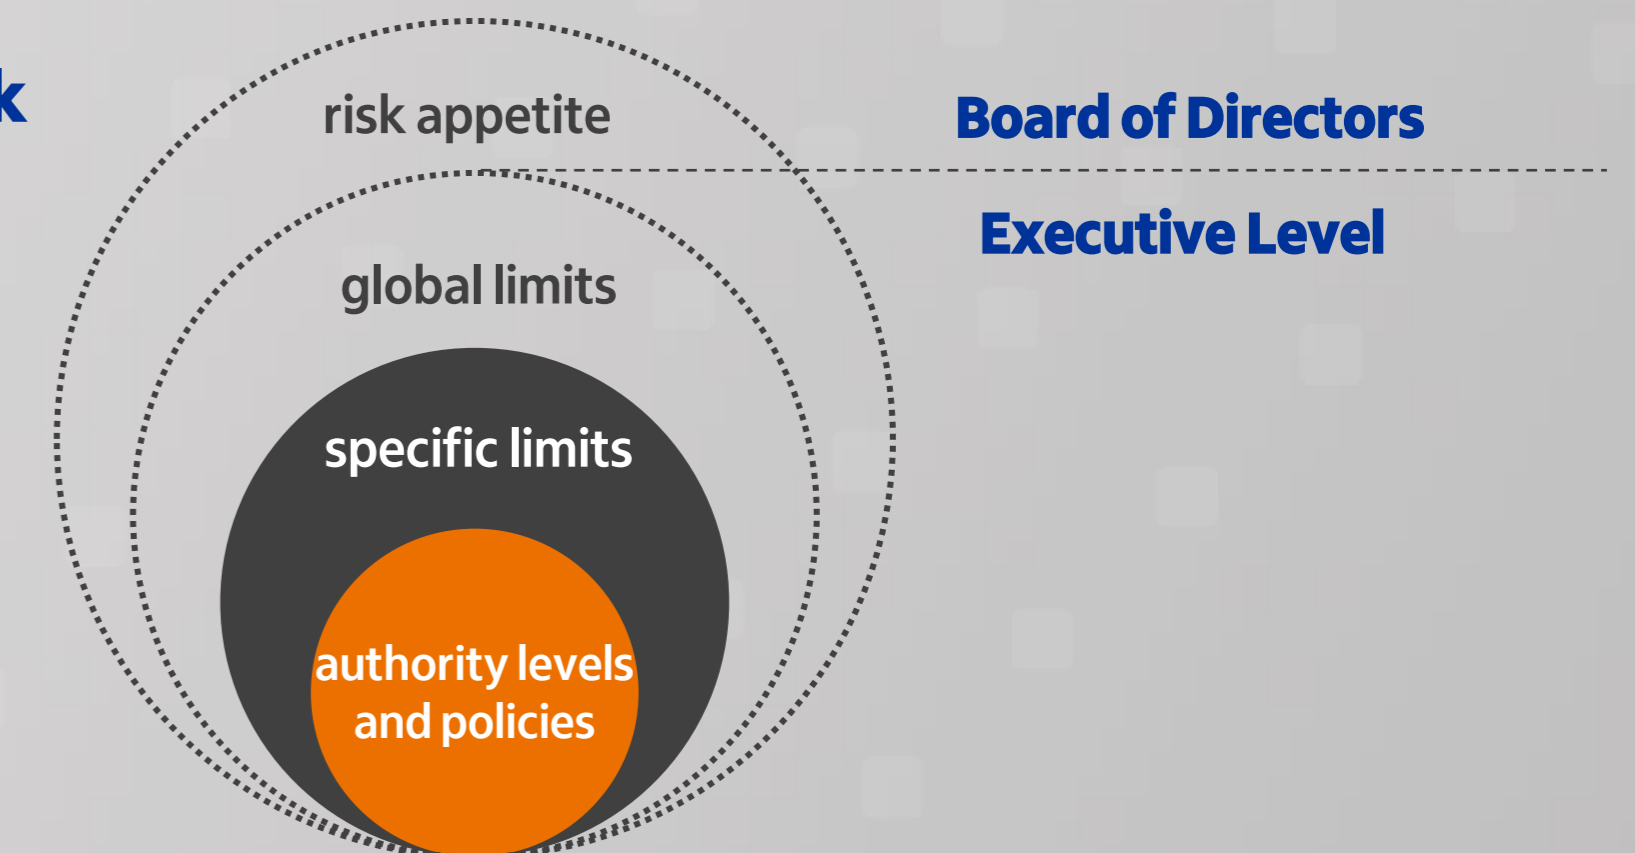 risk appetite
Board of Directors
Executive Level
global limits
specific limits
authority levels
and policies